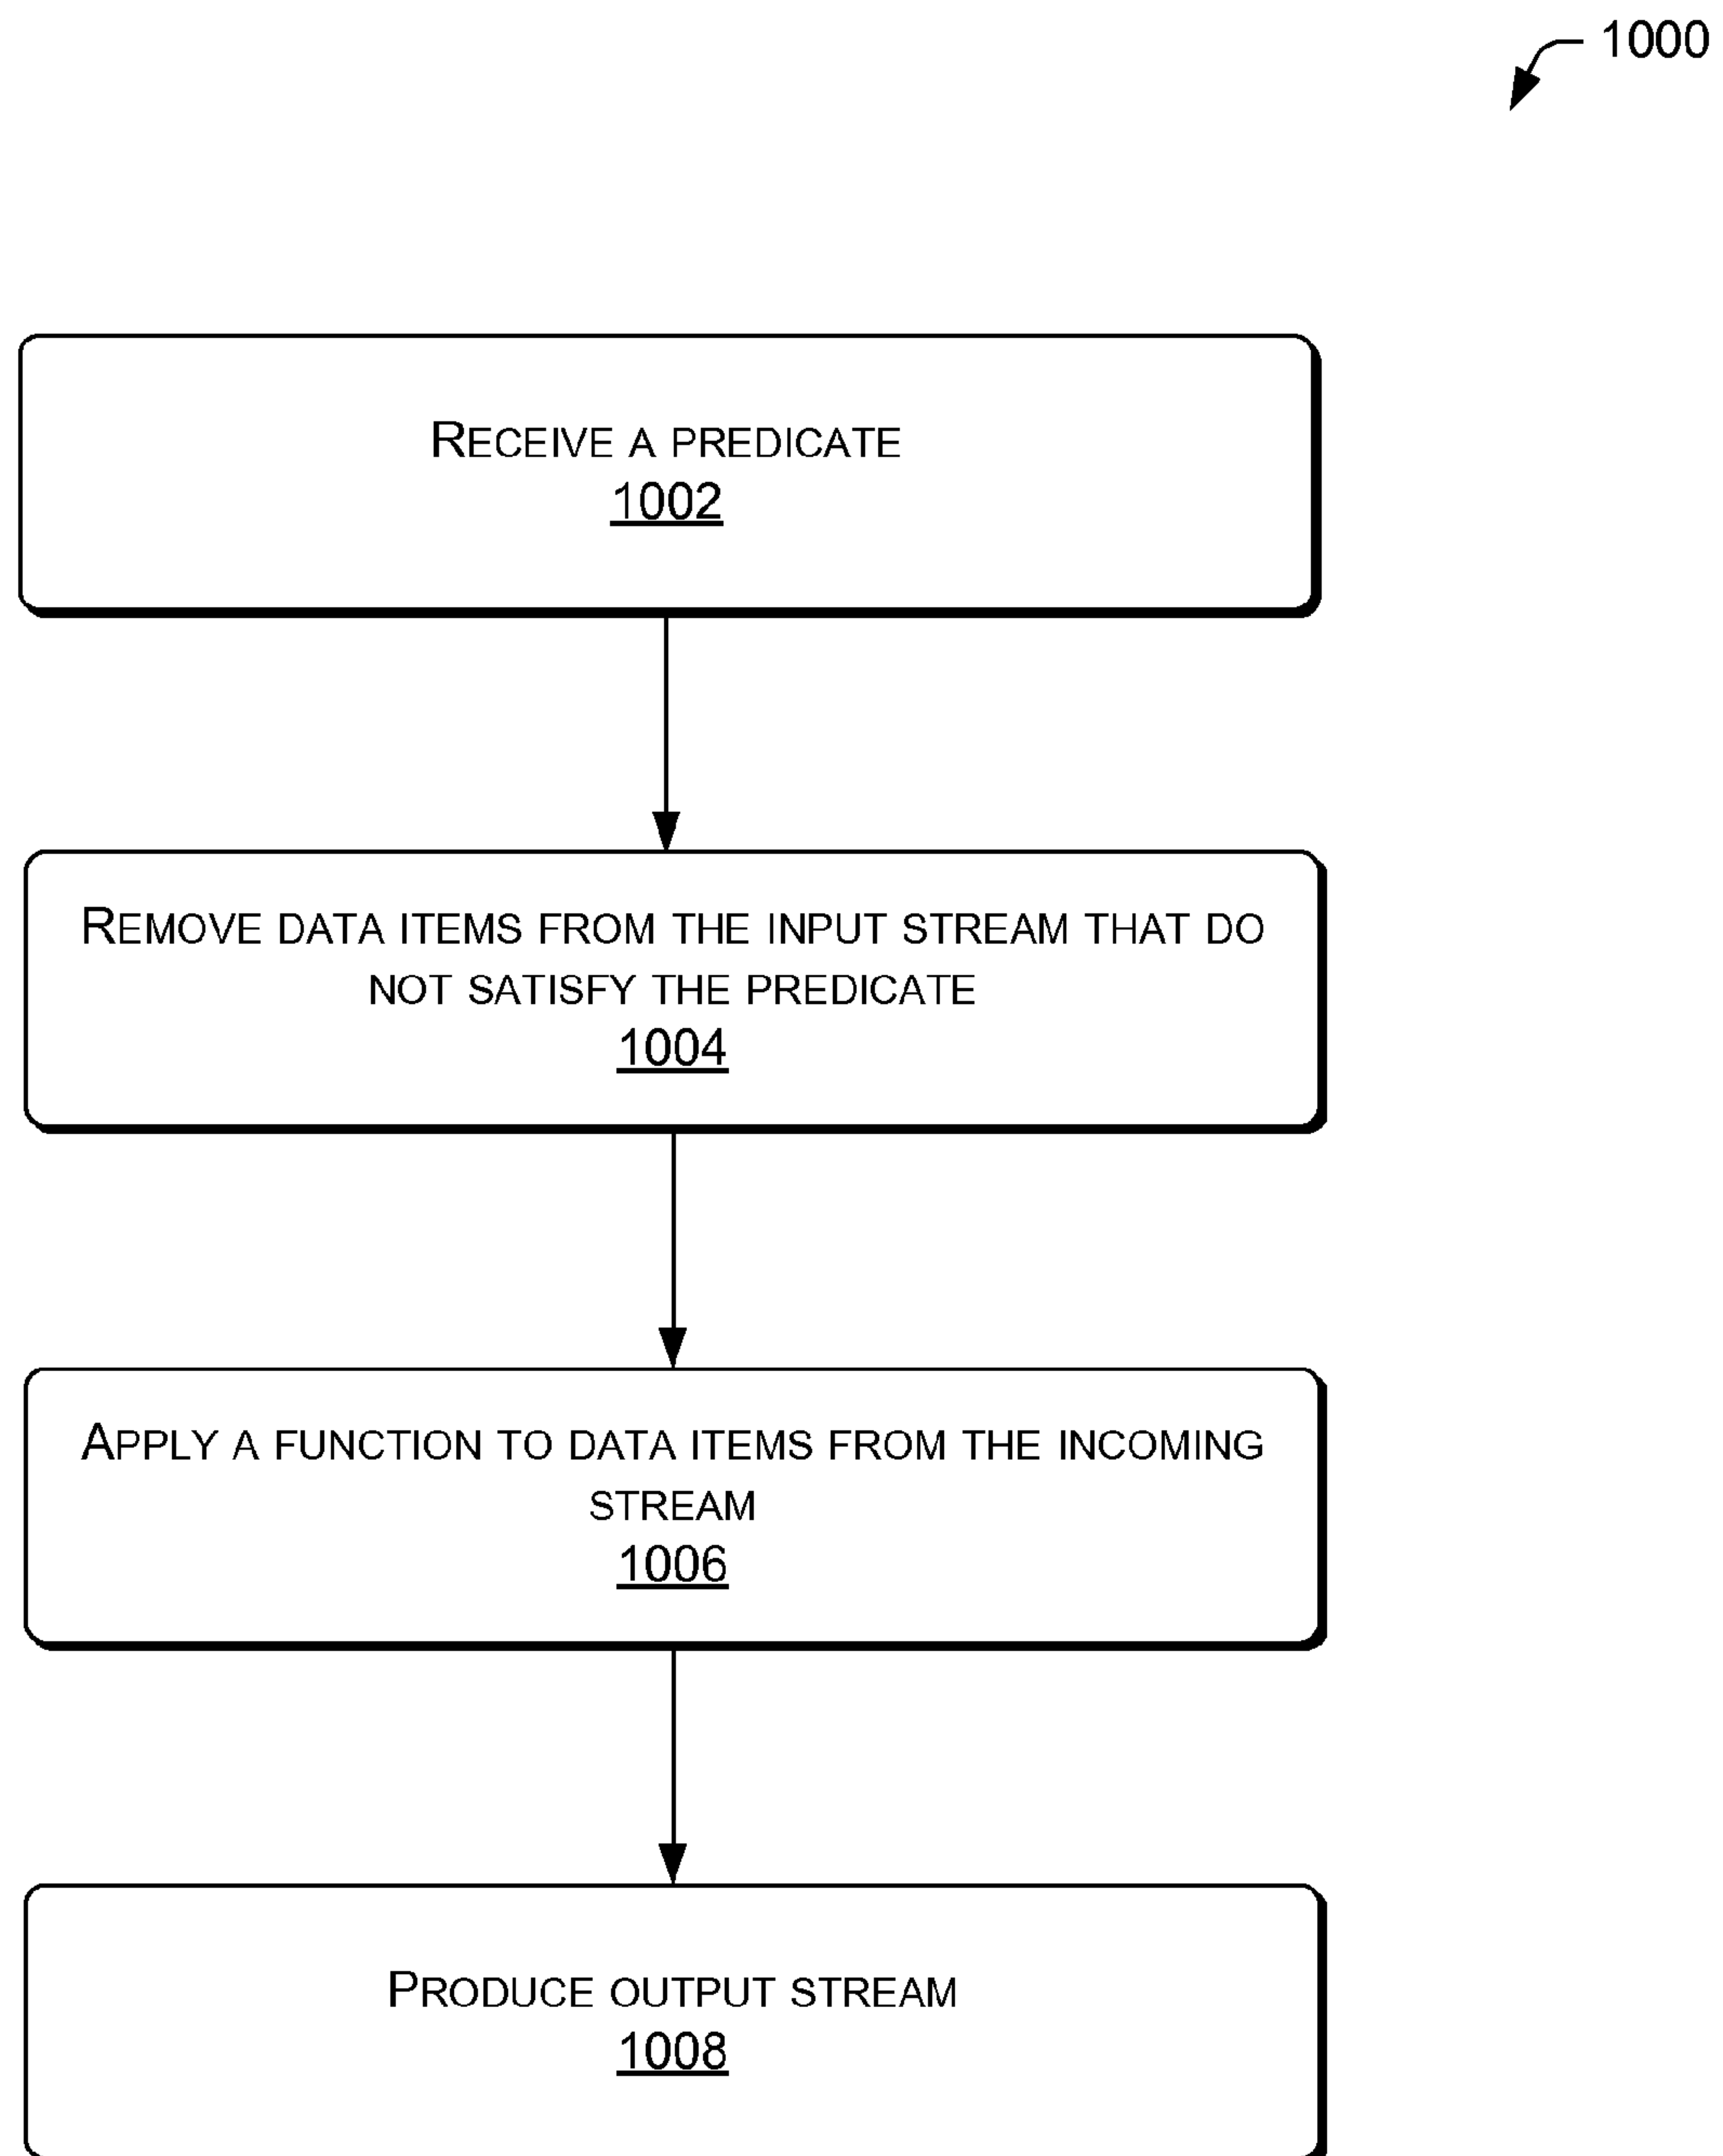 1000
RECEIVE A PREDICATE
1002
REMOVE DATA ITEMS FROM THE INPUT STREAM THAT DO
NOT SATISFY THE PREDICATE
1004
APPLY A FUNCTION TO DATA ITEMS FROM THE INCOMING
STREAM
1006
PRODUCE OUTPUT STREAM
1008